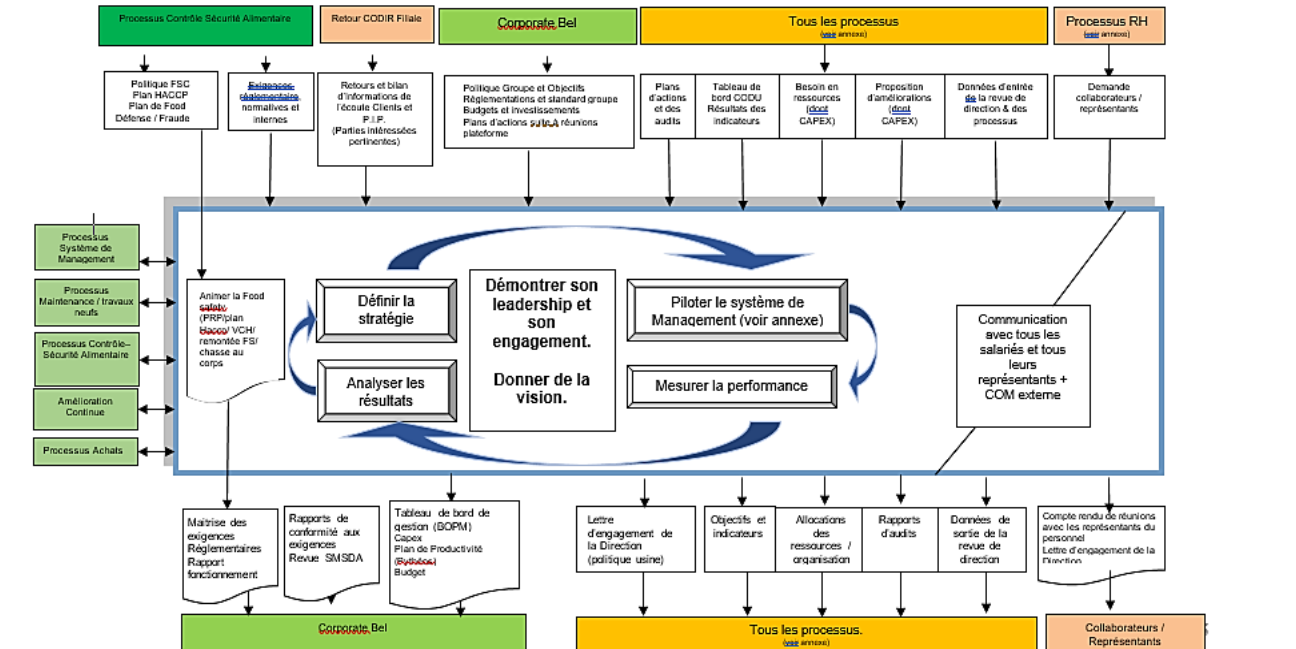 Processus Contrôle Sécurité Alimentaire
Retour CODIR Filiale
Corporate Bel
Tous les processus
(voir annexe)
Processus RH
(voir annexe)
Politique FSC
Plan HACCP
Plan de Food
Défense / Fraude
Exigences
réglementaire,
normatives et
internes
Retours et bilan
d'informations de
l'écoute Clients et
P.I.P.
(Parties intéressées
pertinentes)
Politique Groupe et Objectifs
Réglementations et standard groupe
Budgets et investissements
Plans d'actions suite à réunions
plateforme
Plans
d'actions
et des
audits
Tableau de
bord CODU
Résultats des
indicateurs
Besoin en
ressources
(dont
CAPEX)
Proposition
d'améliorations
(dont
CAPEX)
Données d'entrée
de la revue de
direction & des
processus
Demande
collaborateurs /
représentants
Processus
Système de
Management
Processus
Maintenance / travaux
neufs
Processus Contrôle–
Sécurité Alimentaire
Amélioration
Continue
Processus Achats
Animer la Food
safety
(PRP/plan
Haccp/ VCH/
remontée FS/
chasse au
corps
Définir la
stratégie
Analyser les
résultats
Démontrer son
leadership et
son
engagement.
Donner de la
vision.
Piloter le système de
Management (voir annexe)
Mesurer la performance
Communication
avec tous les
salariés et tous
leurs
représentants +
COM externe
Maitrise des
exigences
Réglementaires
Rapport
fonctionnement
Rapports de
conformité aux
exigences
Revue SMSDA
Tableau de bord de
gestion (BOPM)
Capex
Plan de Productivité
(Pythéos)
Budget
Lettre
d'engagement de
la Direction
(politique usine)
Objectifs et
indicateurs
Allocations
des
ressources /
organisation
Rapports
d'audits
Données de
sortie de la
revue de
direction
Compte rendu de réunions
avec les représentants du
personnel
Lettre d'engagement de la
Direction
Corporate Bel
Tous les processus.
(voir annexe)
Collaborateurs /
Représentants